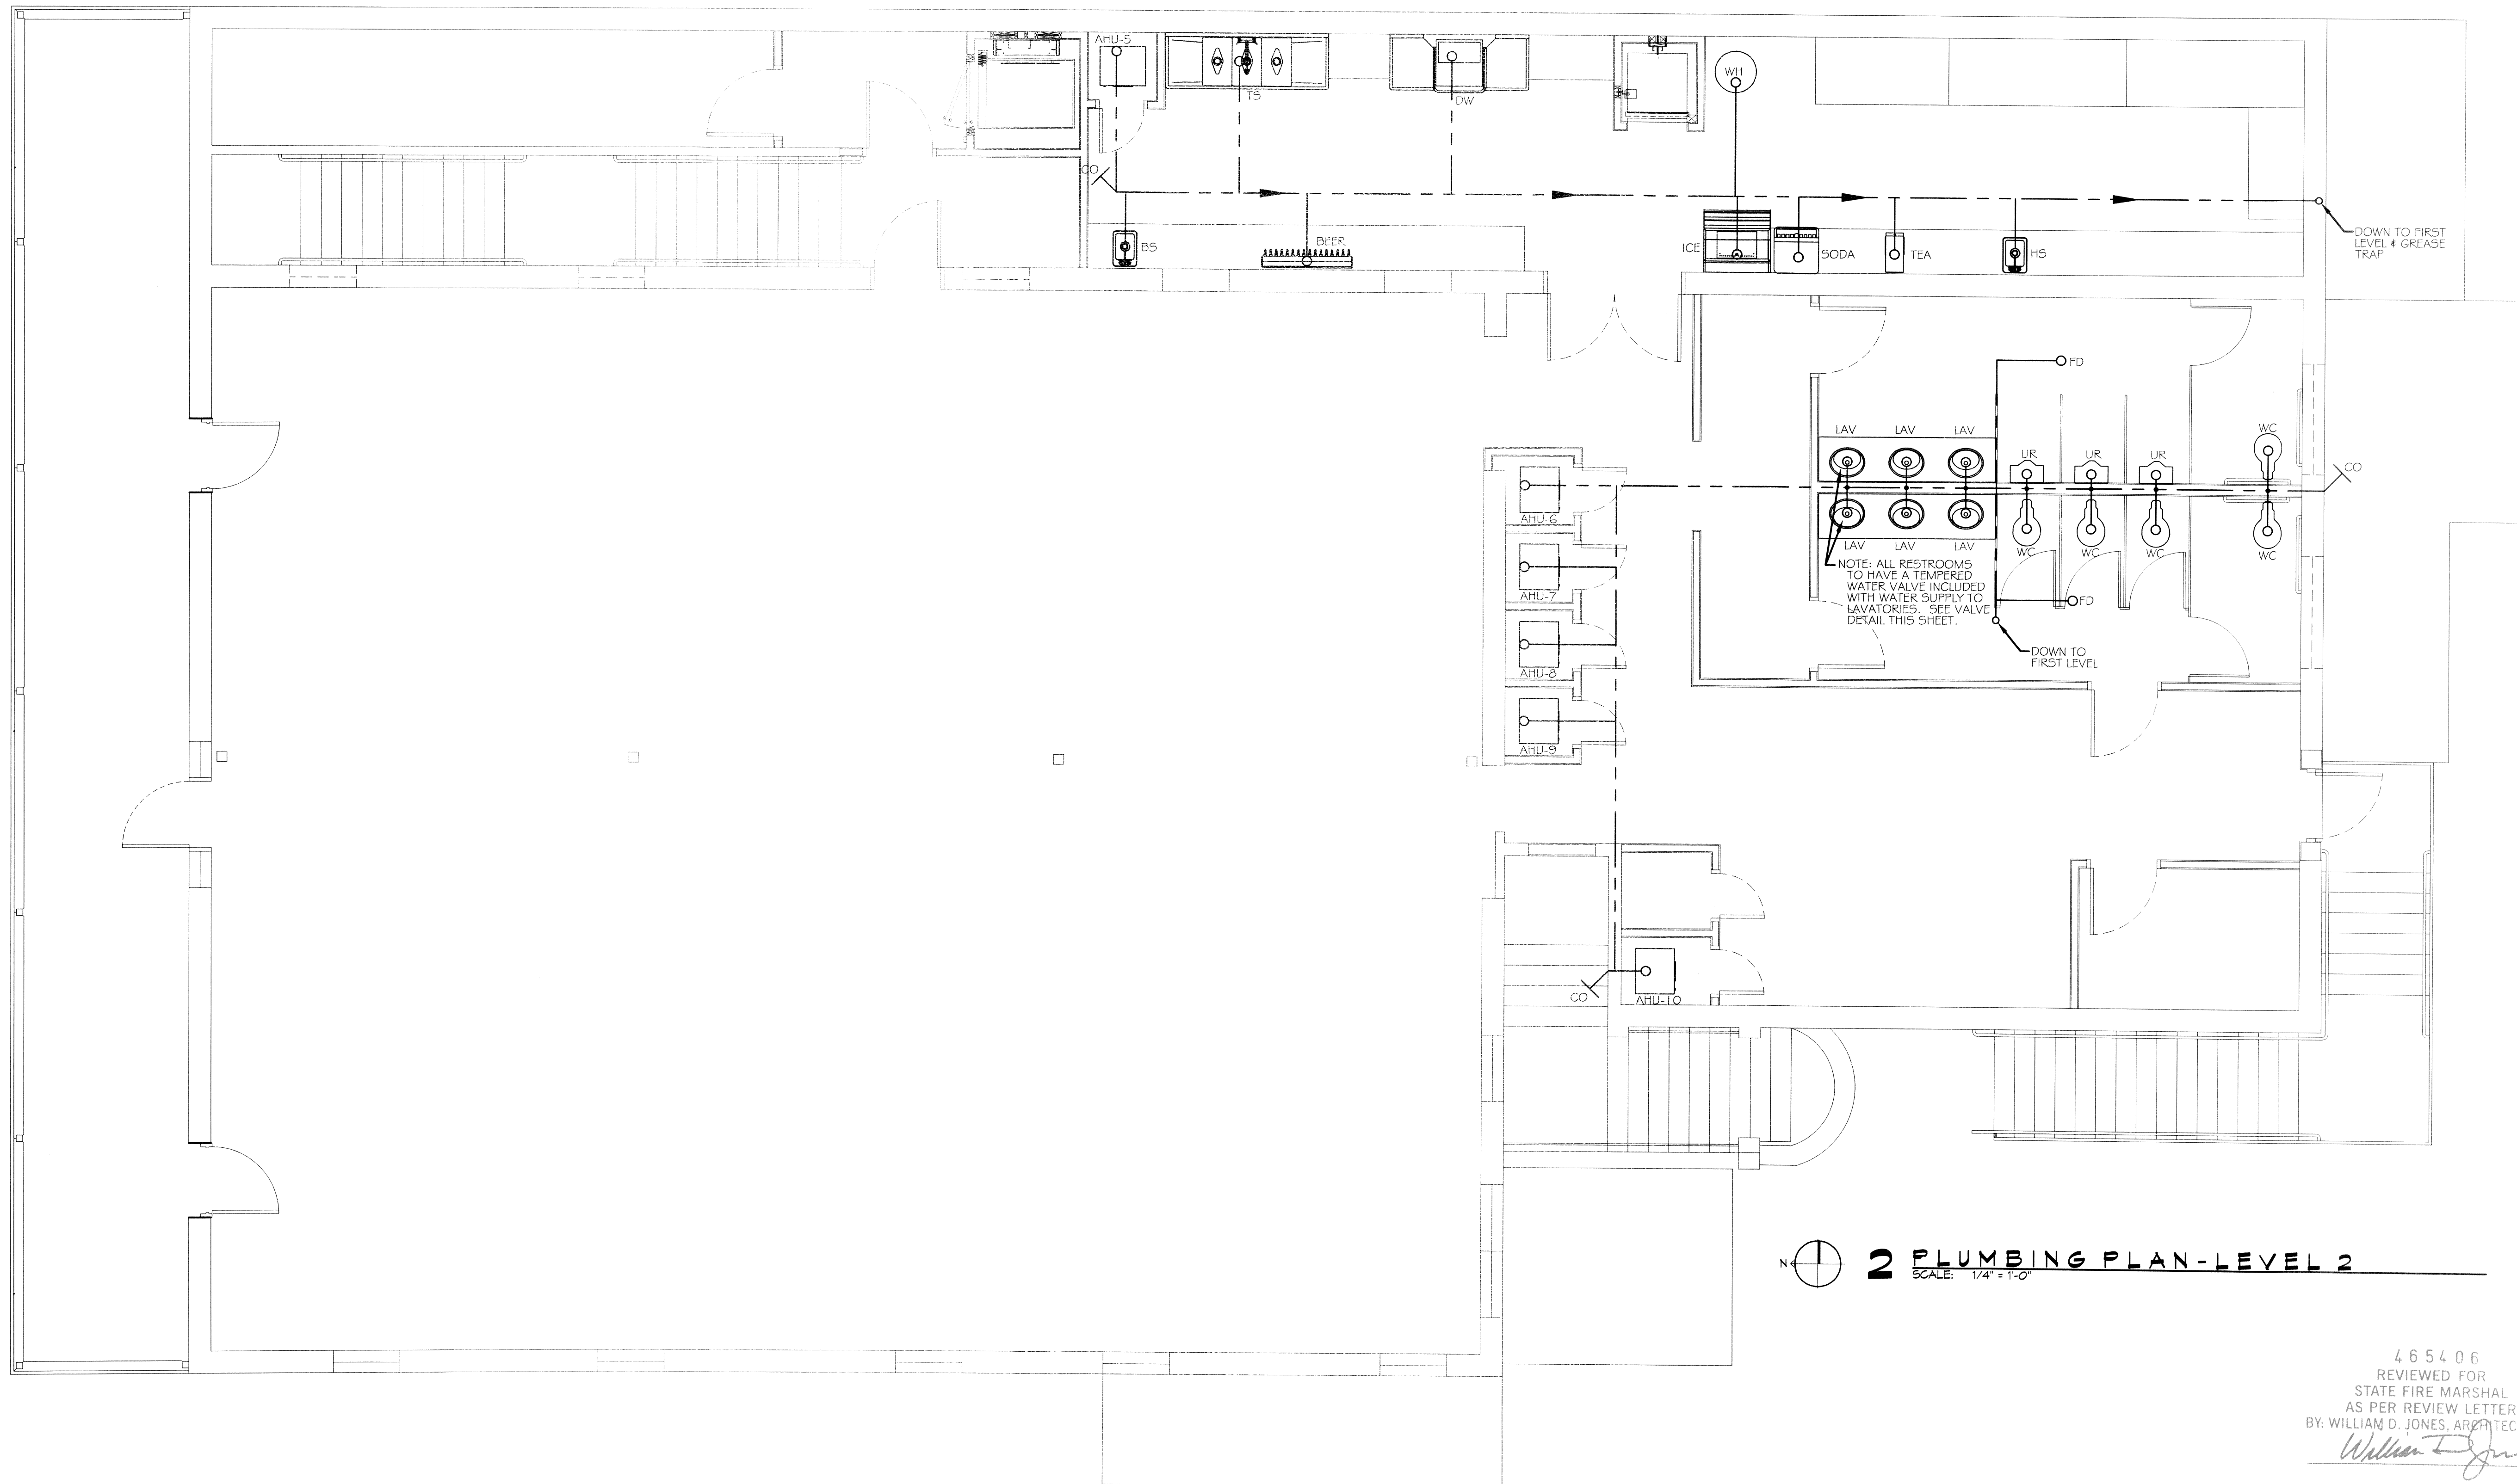 AHU-5
TS
DW
WH
CO
BS
BEER
ICE
SODA
TEA
HS
DOWN TO FIRST
LEVEL & GREASE
TRAP
FD
LAV LAV LAV
UR UR UR
WC
CO
LAV LAV LAV
WC WC WC WC
NOTE: ALL RESTROOMS
TO HAVE A TEMPERED
WATER VALVE INCLUDED
WITH WATER SUPPLY TO
LAVATORIES. SEE VALVE
DETAIL THIS SHEET.
FD
DOWN TO
FIRST LEVEL
AHU-6
AHU-7
AHU-8
AHU-9
CO
AHU-10
N
2 PLUMBING PLAN-LEVEL 2
SCALE: 1/4" = 1'-0"
465406
REVIEWED FOR
STATE FIRE MARSHAL
AS PER REVIEW LETTER
BY: WILLIAM D. JONES, ARCHITEC